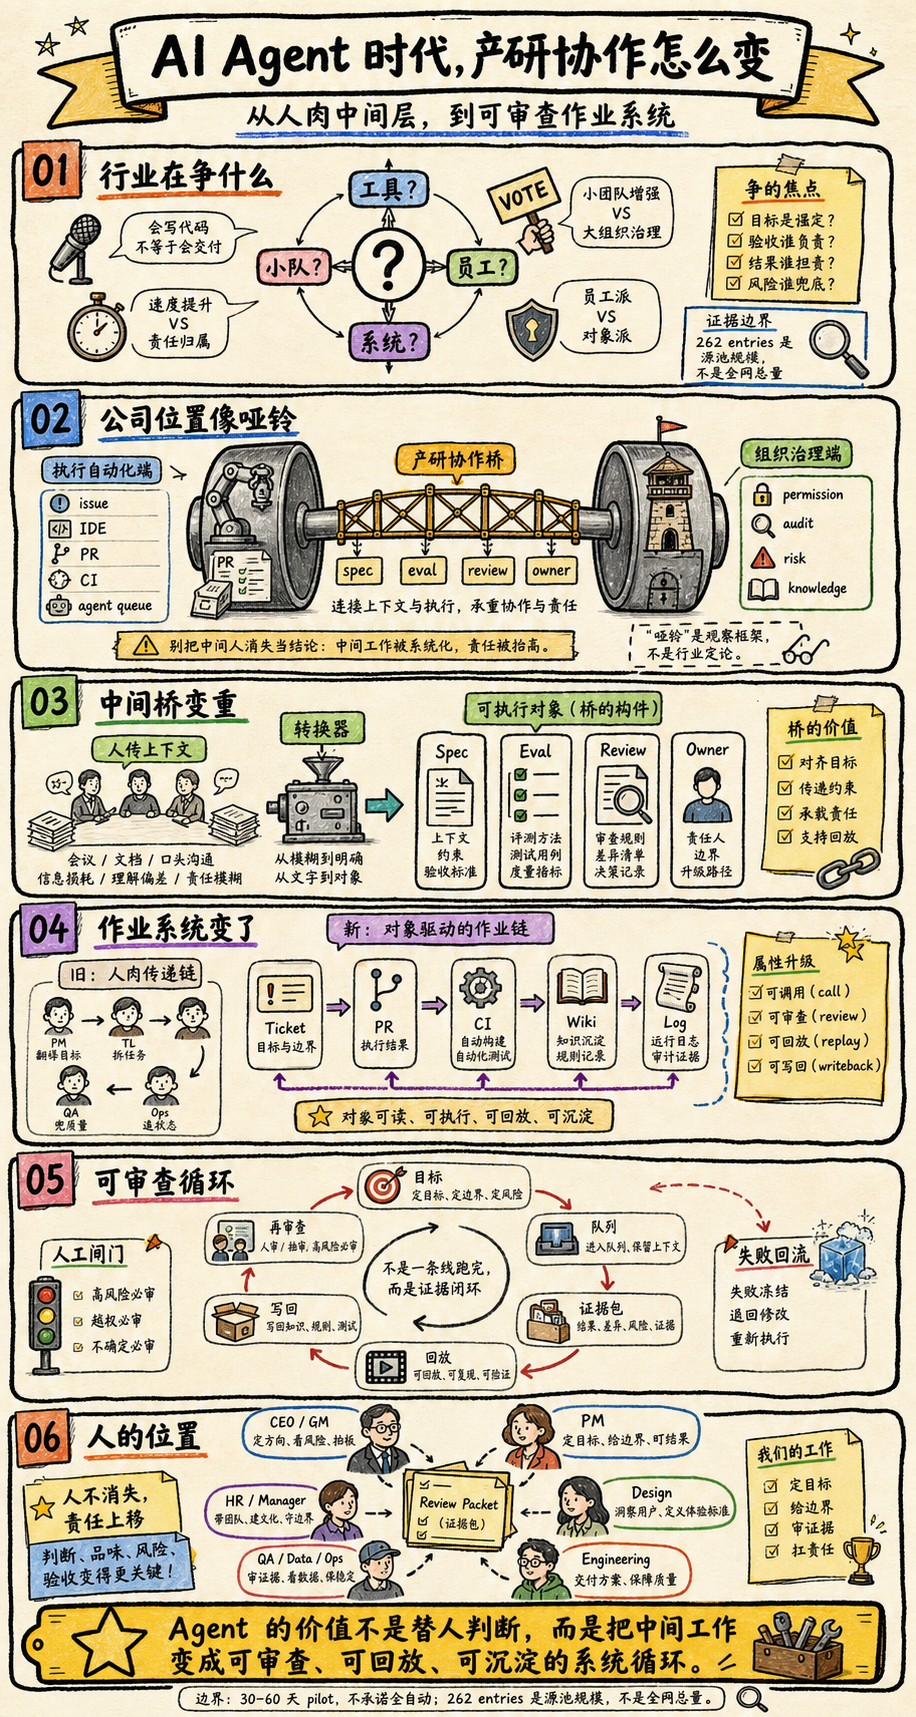 AI Agent 时代，产研协作怎么变
从人肉中间层，到可审查作业系统
01 行业在争什么
会写代码
不等于会交付
速度提升
VS
责任归属
工具？
小队？
?
员工？
系统？
VOTE
小团队增强
VS
大组织治理
员工派
VS
对象派
争的焦点
目标是谁定？
验收谁负责？
结果谁担责？
风险谁兜底？
证据边界
262 entries 是
源池规模，
不是全网总量
02 公司位置像哑铃
执行自动化端
issue
IDE
PR
CI
agent queue
PR
产研协作桥
spec
eval
review
owner
连接上下文与执行，承重协作与责任
组织治理端
permission
audit
risk
knowledge
别把中间人消失当结论：中间工作被系统化，责任被抬高。
“哑铃”是观察框架，
不是行业定论。
03 中间桥变重
人传上下文
会议 / 文档 / 口头沟通
信息损耗 / 理解偏差 / 责任模糊
转换器
从模糊到明确
从文字到对象
可执行对象（桥的构件）
Spec
上下文
约束
验收标准
Eval
评测方法
测试用例
度量指标
Review
审查规则
差异清单
决策记录
Owner
责任人
边界
升级路径
桥的价值
对齐目标
传递约束
承载责任
支持回放
04 作业系统变了
旧：人肉传递链
PM
翻译目标
TL
拆任务
QA
兜质量
Ops
追状态
新：对象驱动的作业链
Ticket
目标与边界
PR
执行结果
CI
自动构建
自动化测试
Wiki
知识沉淀
规则记录
Log
运行日志
审计证据
对象可读、可执行、可回放、可沉淀
属性升级
可调用（call）
可审查（review）
可回放（replay）
可写回（writeback）
05 可审查循环
人工闸门
高风险必审
越权必审
不确定必审
目标
定目标、定边界、定风险
队列
进入队列、保留上下文
证据包
结果、差异、风险、证据
回放
可回放、可复现、可验证
写回
写回知识、规则、测试
再审查
人审 / 抽审，高风险必审
不是一条线跑完，
而是证据闭环
失败回流
失败冻结
退回修改
重新执行
06 人的位置
人不消失，
责任上移
判断、品味、风险、
验收变得更关键！
CEO / GM
定方向、看风险、拍板
HR / Manager
带团队、建文化、守边界
QA / Data / Ops
审证据、看数据、保稳定
Review Packet
（证据包）
PM
定目标、给边界、盯结果
Design
洞察用户、定义体验标准
Engineering
交付方案、保障质量
我们的工作
定目标
给边界
审证据
扛责任
Agent 的价值不是替人判断，而是把中间工作
变成可审查、可回放、可沉淀的系统循环。
边界：30-60 天 pilot，不承诺全自动；262 entries 是源池规模，不是全网总量。